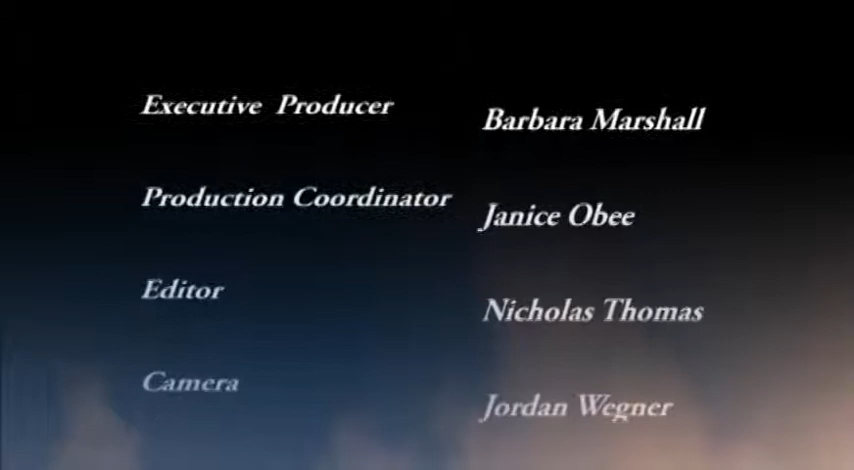 Executive Producer
Barbara Marshall
Production Coordinator
Janice Obee
Editor
Nicholas Thomas
Camera
Jordan Wegner